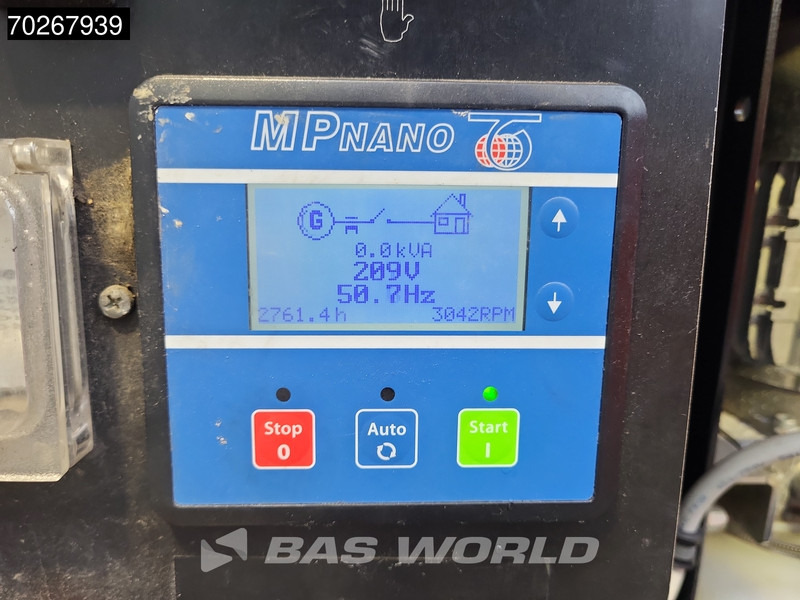 70267939
MPNANO
G
0.0kVA
209V
50.7Hz
2761.4h 3042RPM
Stop
0
Auto
Start
I
BAS WORLD